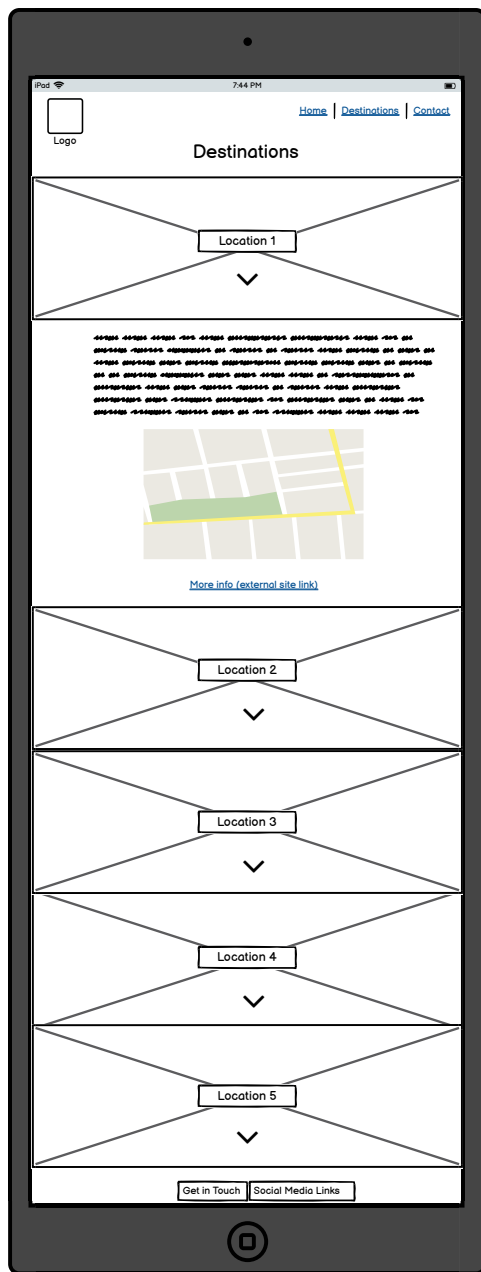 iPad 7:44 PM
Home Destinations Contact
Logo
Destinations
Location 1
More info (external site link)
Location 2
Location 3
Location 4
Location 5
Get in Touch Social Media Links